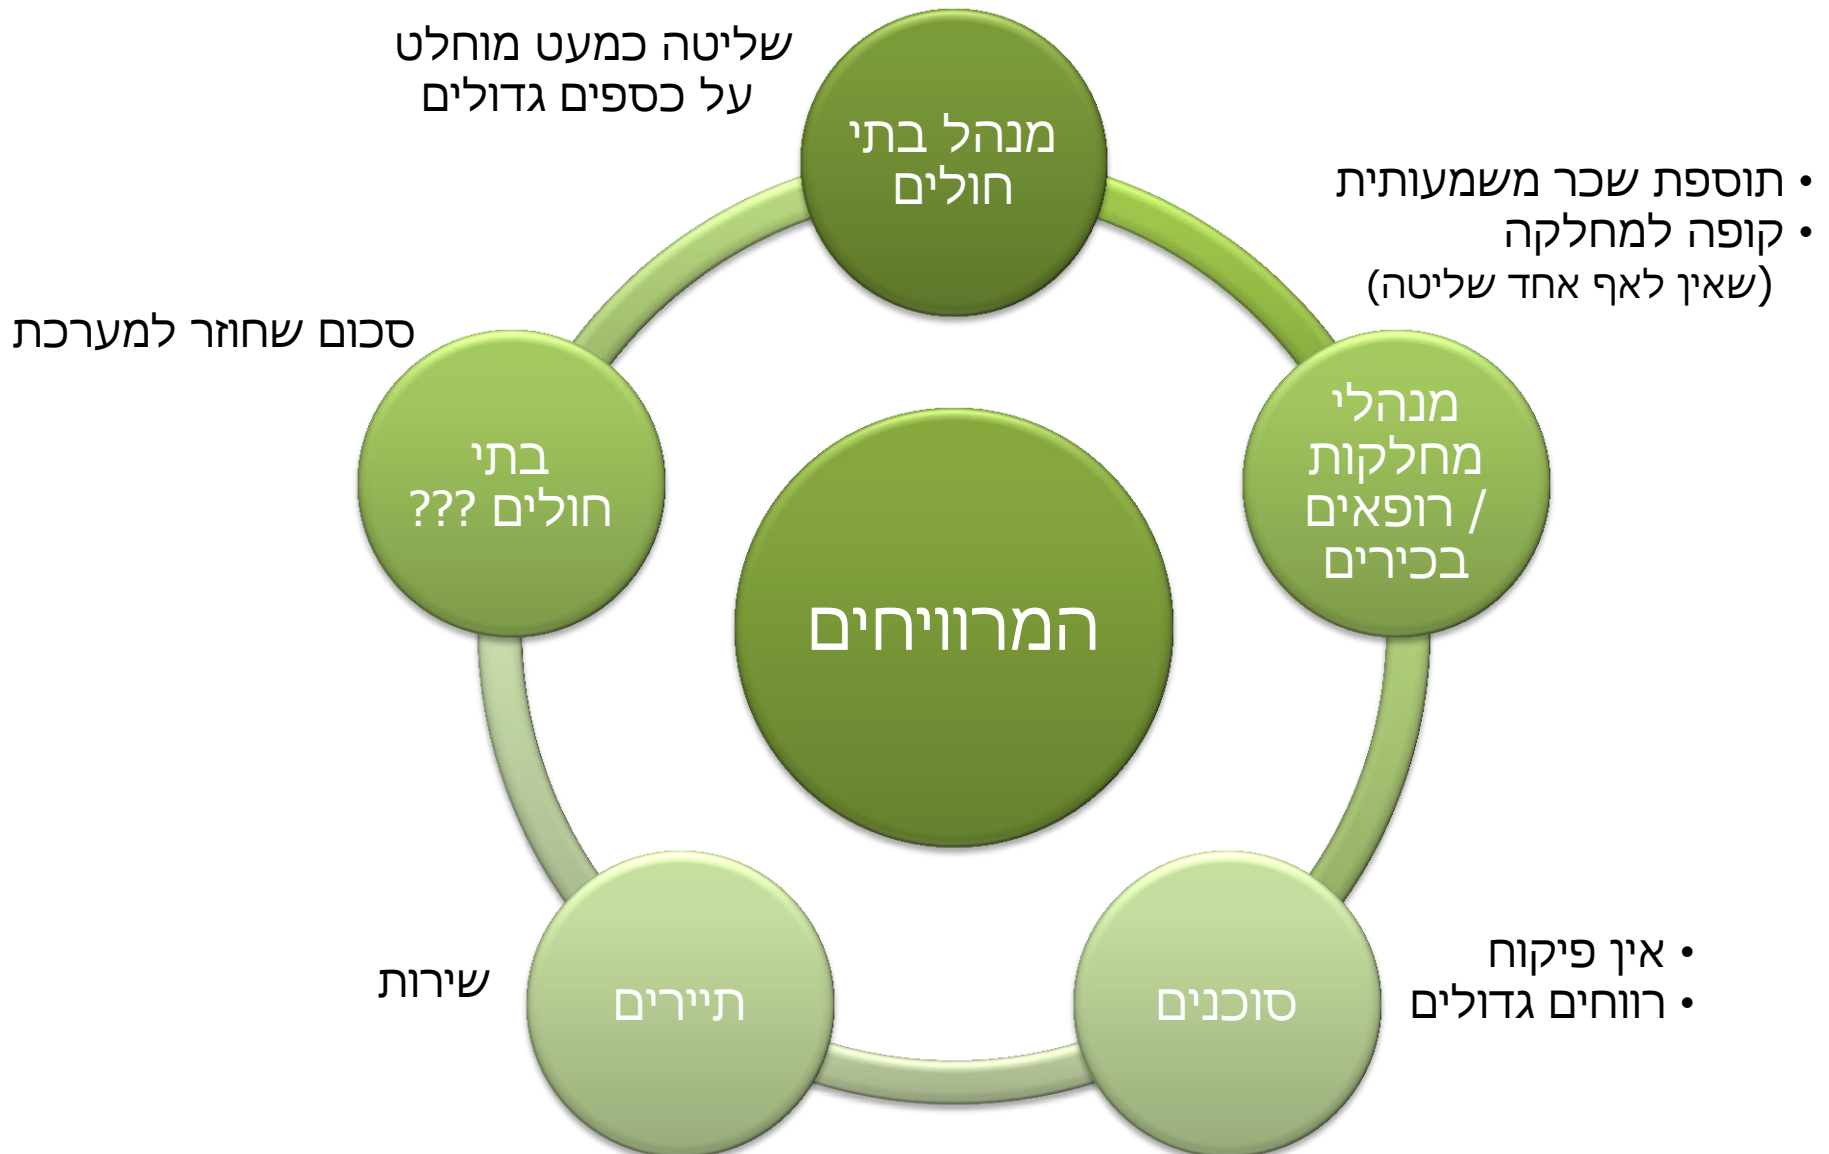 שליטה כמעט מוחלט
על כספים גדולים
מנהל בתי
חולים
• תוספת שכר משמעותית
• קופה למחלקה
(שאין לאף אחד שליטה)
מנהלי
מחלקות
/ רופאים
בכירים
סכום שחוזר למערכת
בתי
חולים ???
המרוויחים
• אין פיקוח
• רווחים גדולים
סוכנים
תיירים
שירות